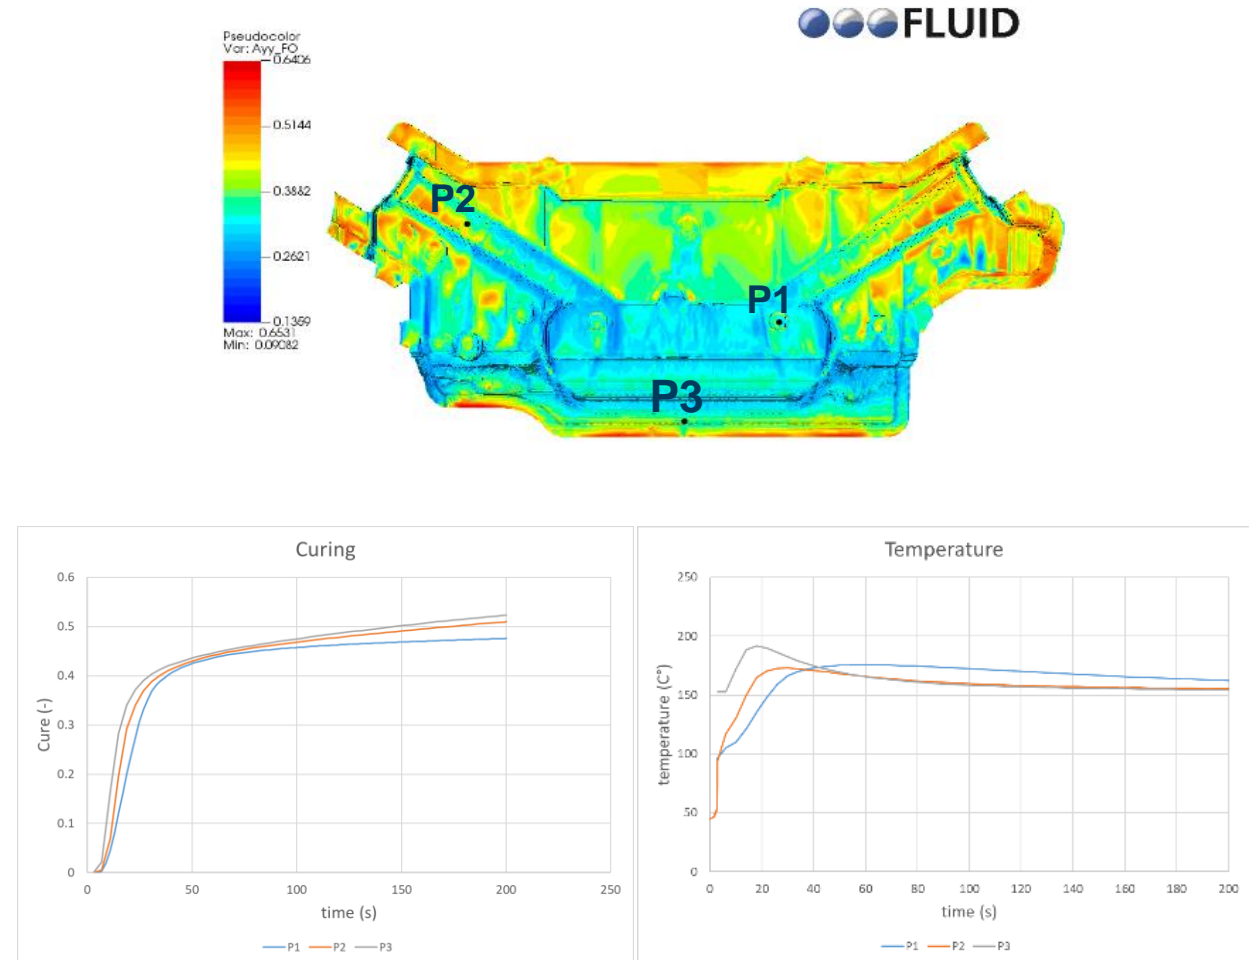 FLUID
Pseudocolor
Var: Ayy_FO
0.6406
0.5144
0.3882
0.2621
0.1359
Max: 0.6531
Min: 0.09082
P2
P1
P3
Curing
0.6
0.5
0.4
0.3
0.2
0.1
0
Cure (-)
0 50 100 150 200 250
time (s)
P1 P2 P3
Temperature
250
200
150
100
50
0
temperature (C°)
0 20 40 60 80 100 120 140 160 180 200
time (s)
P1 P2 P3